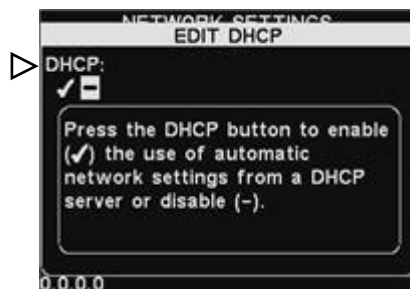 NETWORK SETTINGS
EDIT DHCP
DHCP:
✓ −
Press the DHCP button to enable
(✓) the use of automatic
network settings from a DHCP
server or disable (−).
0.0.0.0